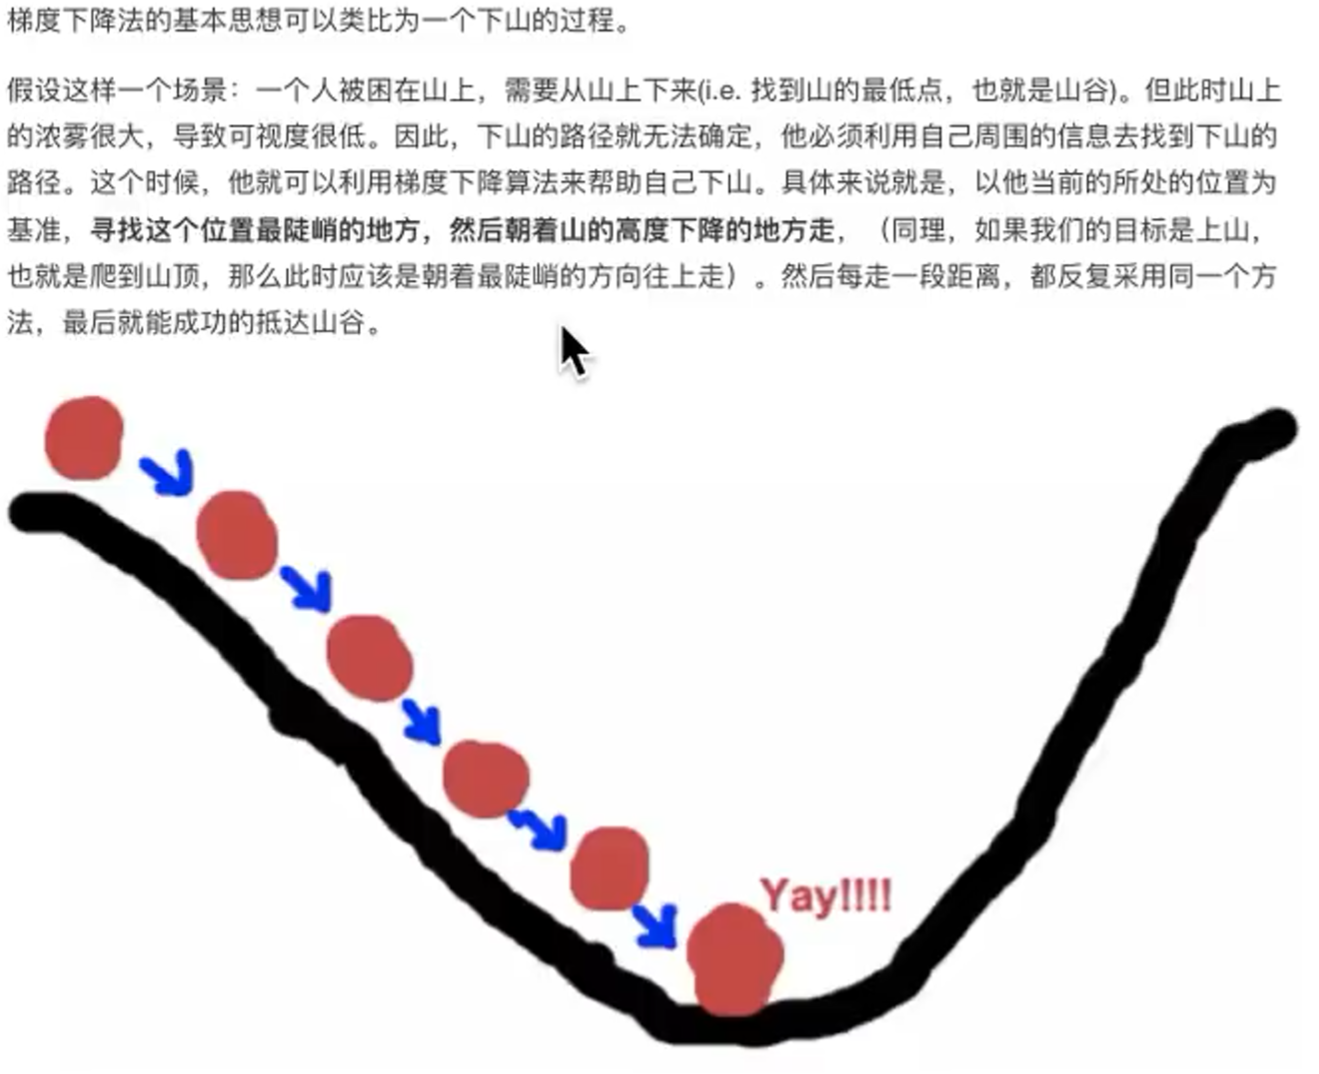 梯度下降法的基本思想可以类比为一个下山的过程。
假设这样一个场景：一个人被困在山上，需要从山上下来(i.e. 找到山的最低点，也就是山谷)。但此时山上
的浓雾很大，导致可视度很低。因此，下山的路径就无法确定，他必须利用自己周围的信息去找到下山的
路径。这个时候，他就可以利用梯度下降算法来帮助自己下山。具体来说就是，以他当前的所处的位置为
基准，寻找这个位置最陡峭的地方，然后朝着山的高度下降的地方走，（同理，如果我们的目标是上山，
也就是爬到山顶，那么此时应该是朝着最陡峭的方向往上走）。然后每走一段距离，都反复采用同一个方
法，最后就能成功的抵达山谷。
Yay!!!!